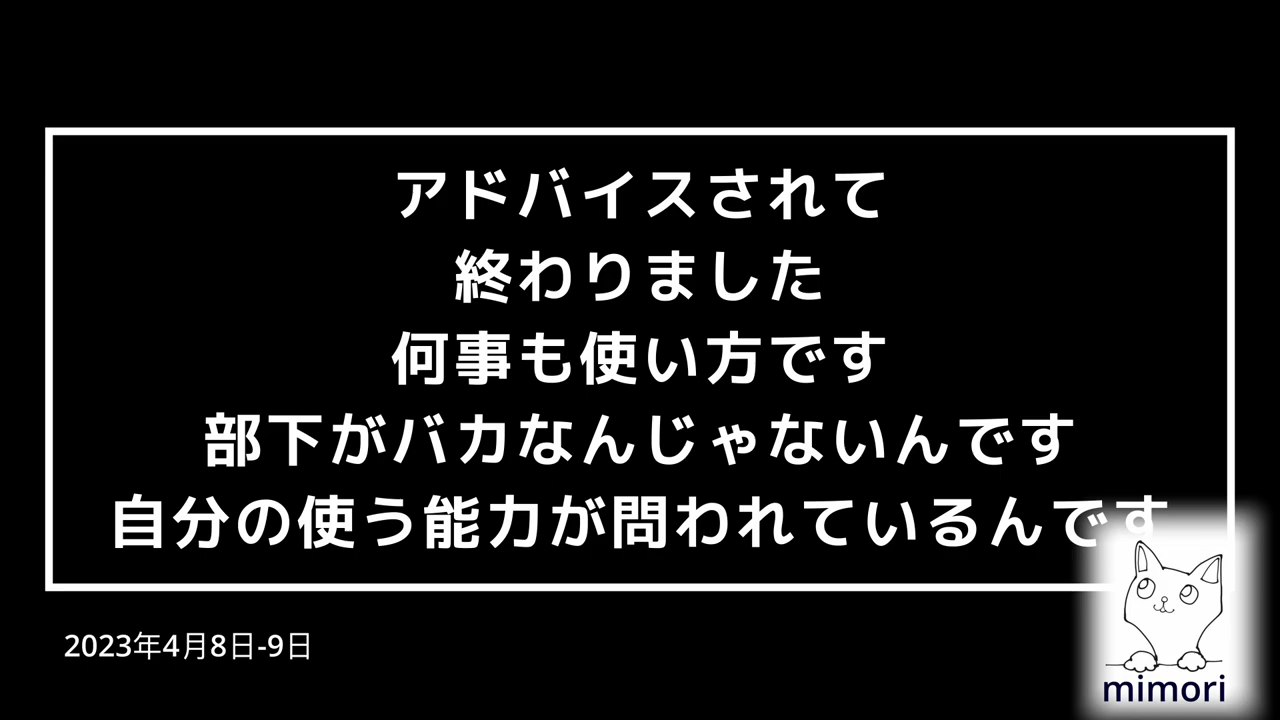 アドバイスされて
終わりました
何事も使い方です
部下がバカなんじゃないんです
自分の使う能力が問われているんです
2023年4月8日-9日
mimori